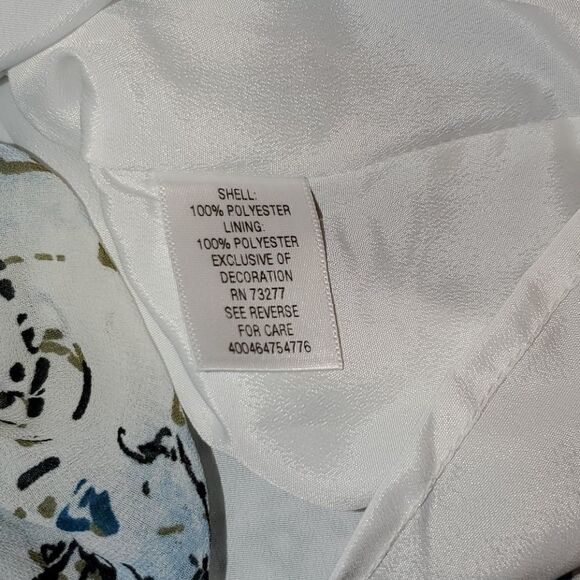 SHELL:
100% POLYESTER
LINING:
100% POLYESTER
EXCLUSIVE OF
DECORATION
RN 73277
SEE REVERSE
FOR CARE
400464754776